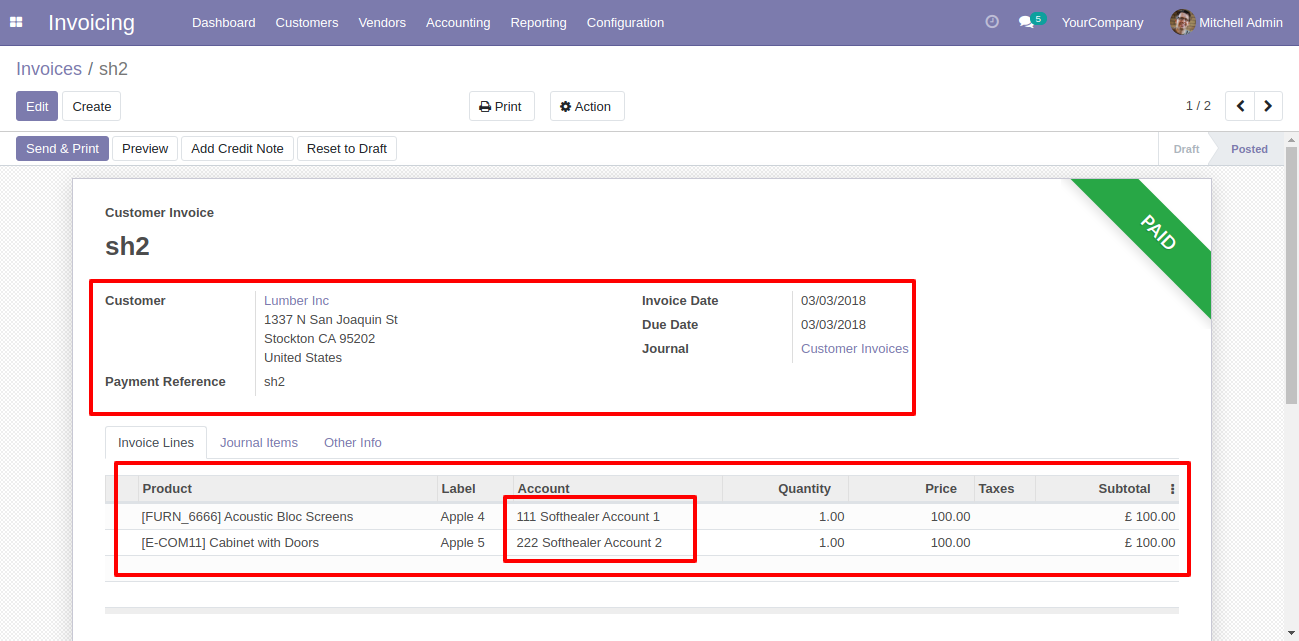 Invoicing Dashboard Customers Vendors Accounting Reporting Configuration 5 YourCompany Mitchell Admin
Invoices / sh2
Edit Create Print Action 1 / 2
Send & Print Preview Add Credit Note Reset to Draft Draft Posted
PAID
Customer Invoice
sh2
Customer Lumber Inc Invoice Date 03/03/2018
1337 N San Joaquin St Due Date 03/03/2018
Stockton CA 95202 Journal Customer Invoices
United States
Payment Reference sh2
Invoice Lines Journal Items Other Info
Product Label Account Quantity Price Taxes Subtotal
[FURN_6666] Acoustic Bloc Screens Apple 4 111 Softhealer Account 1 1.00 100.00 £ 100.00
[E-COM11] Cabinet with Doors Apple 5 222 Softhealer Account 2 1.00 100.00 £ 100.00